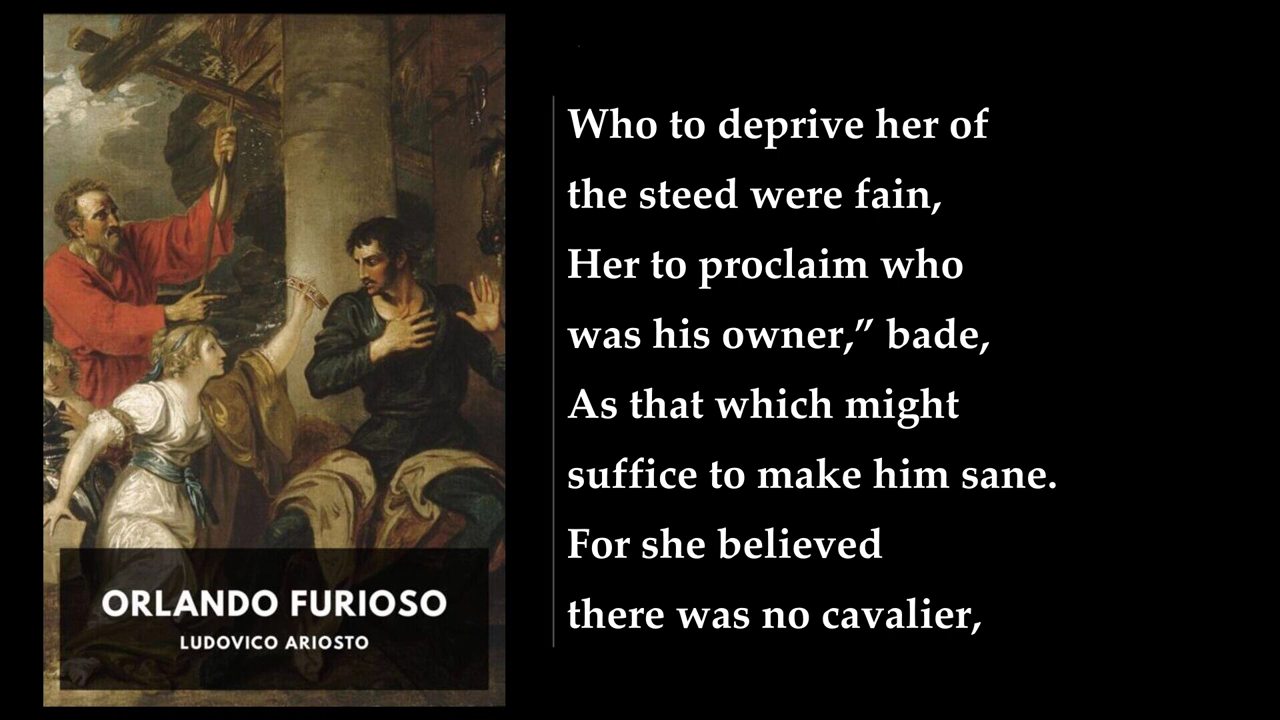 ORLANDO FURIOSO
LUDOVICO ARIOSTO
Who to deprive her of
the steed were fain,
Her to proclaim who
was his owner,” bade,
As that which might
suffice to make him sane.
For she believed
there was no cavalier,